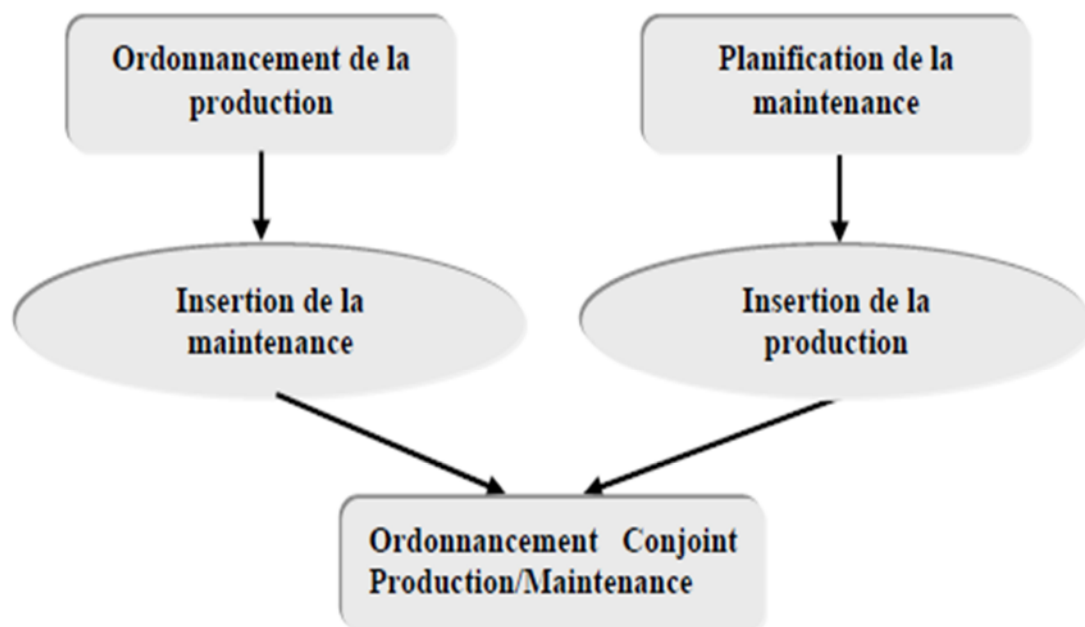 Ordonnancement de la
production
Planification de la
maintenance
Insertion de la
maintenance
Insertion de la
production
Ordonnancement Conjoint
Production/Maintenance